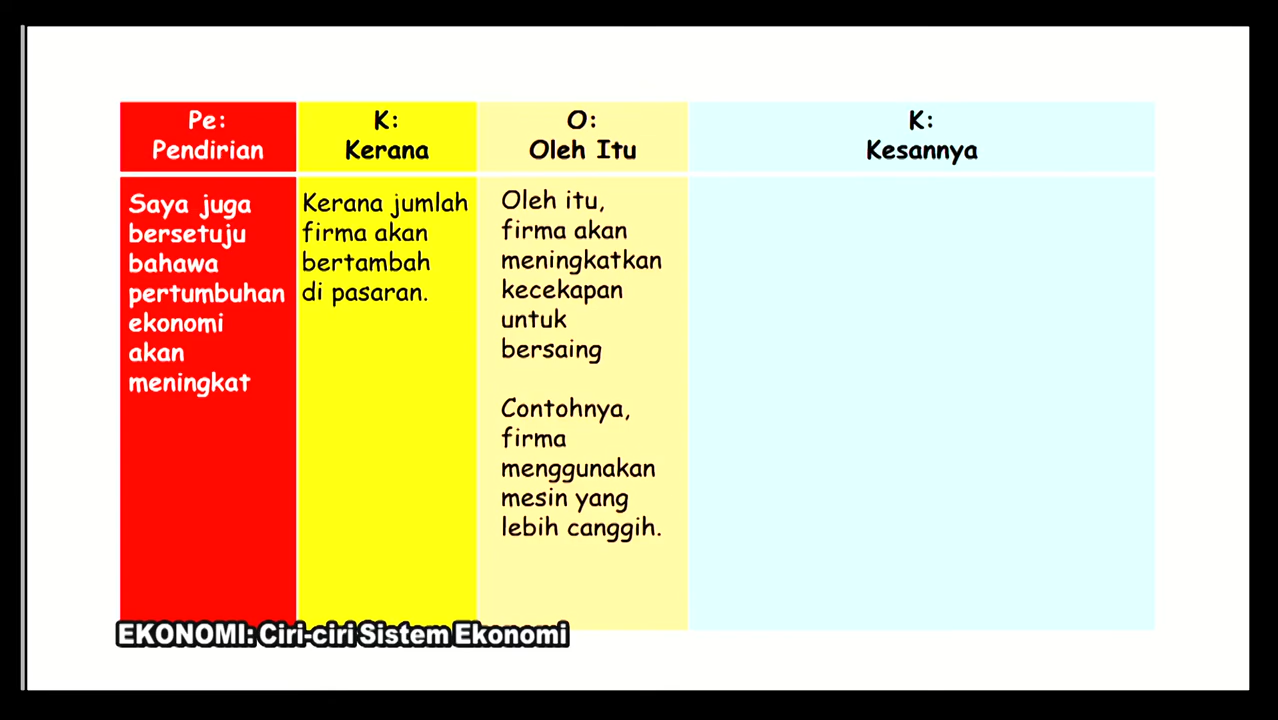 Pe:
Pendirian
K:
Kerana
O:
Oleh Itu
K:
Kesannya
Saya juga
bersetuju
bahawa
pertumbuhan
ekonomi
akan
meningkat
Kerana jumlah
firma akan
bertambah
di pasaran.
Oleh itu,
firma akan
meningkatkan
kecekapan
untuk
bersaing
Contohnya,
firma
menggunakan
mesin yang
lebih canggih.
EKONOMI: Ciri-ciri Sistem Ekonomi